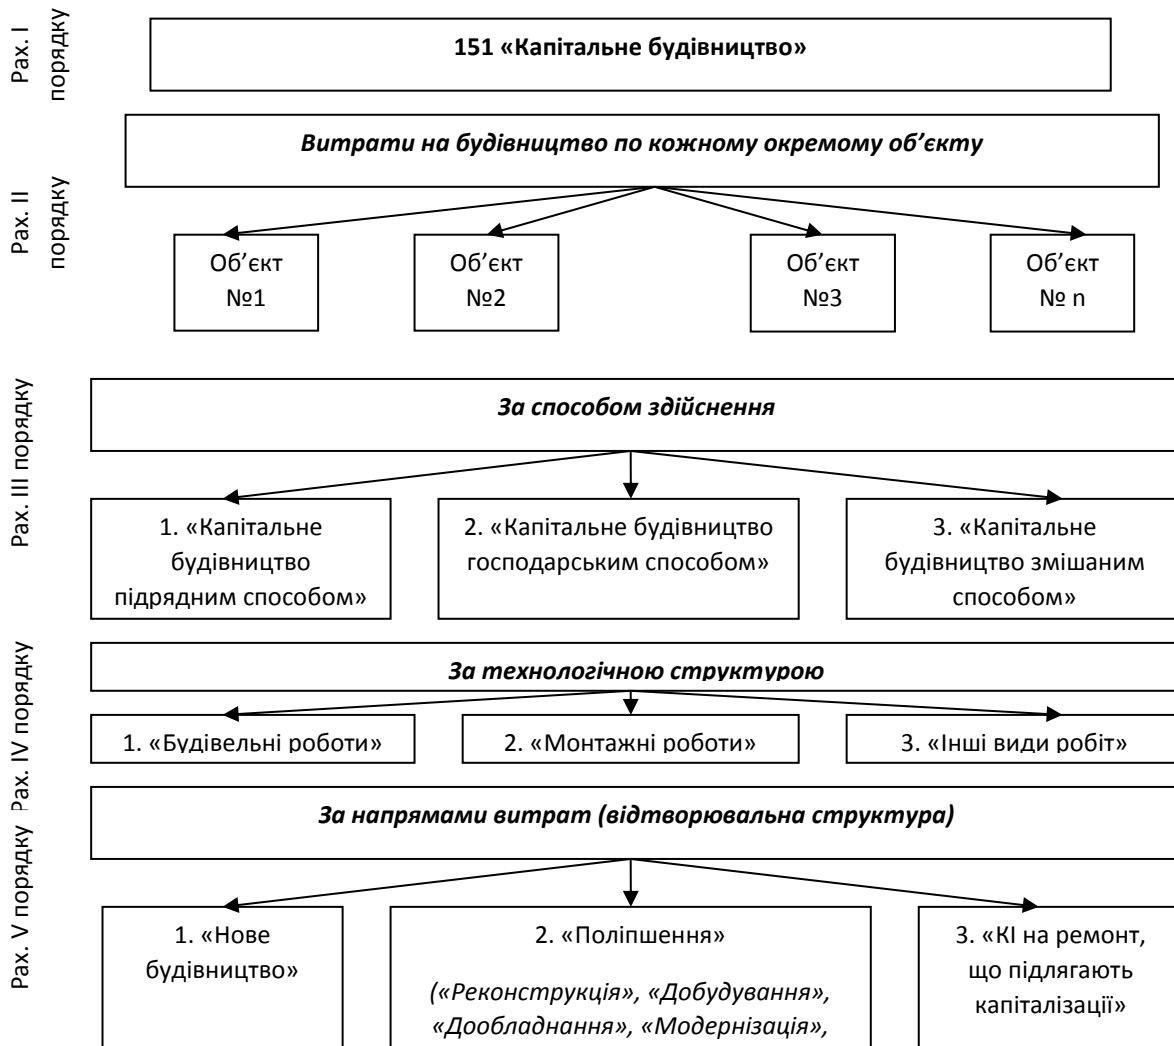 Рах. І
порядку
151 «Капітальне будівництво»
Рах. ІІ
порядку
Витрати на будівництво по кожному окремому об’єкту
Об’єкт
№1
Об’єкт
№2
Об’єкт
№3
Об’єкт
№ n
Рах. ІІІ порядку
За способом здійснення
1. «Капітальне
будівництво
підрядним способом»
2. «Капітальне будівництво
господарським способом»
3. «Капітальне
будівництво змішаним
способом»
Рах. IV порядку
За технологічною структурою
1. «Будівельні роботи»
2. «Монтажні роботи»
3. «Інші види робіт»
Рах. V порядку
За напрямами витрат (відтворювальна структура)
1. «Нове
будівництво»
2. «Поліпшення»
(«Реконструкція», «Добудування»,
«Дообладнання», «Модернізація»,
3. «КІ на ремонт,
що підлягають
капіталізації»